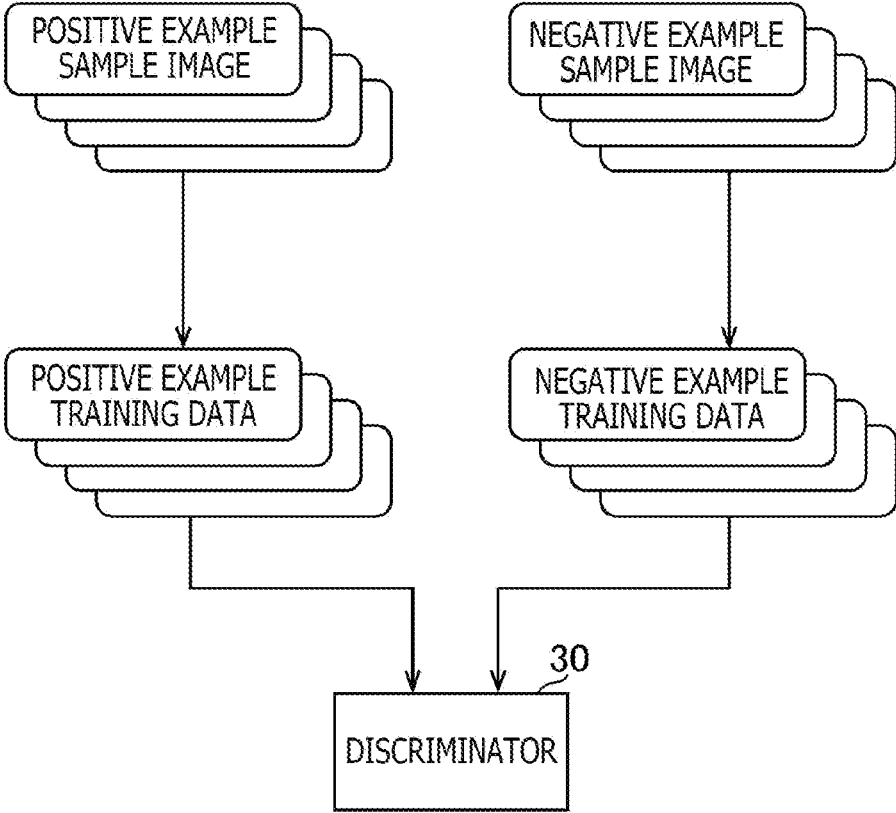 POSITIVE EXAMPLE
SAMPLE IMAGE
NEGATIVE EXAMPLE
SAMPLE IMAGE
POSITIVE EXAMPLE
TRAINING DATA
NEGATIVE EXAMPLE
TRAINING DATA
30
DISCRIMINATOR